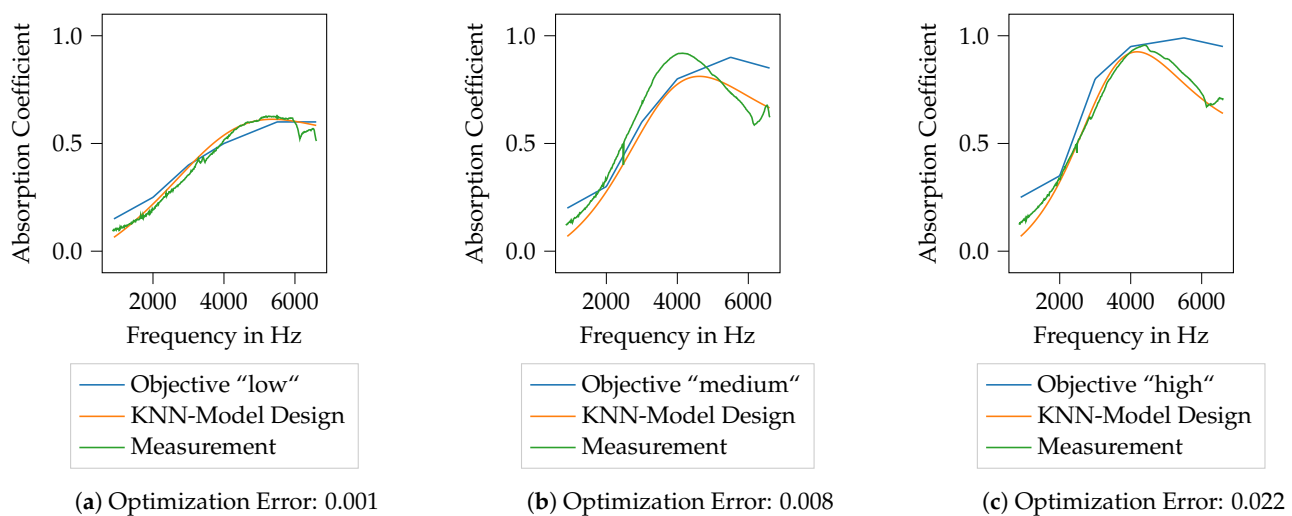 Absorption Coefficient
1.0
0.5
0.0
2000 4000 6000
Frequency in Hz
Objective “low“
KNN-Model Design
Measurement
(a) Optimization Error: 0.001
Absorption Coefficient
1.0
0.5
0.0
2000 4000 6000
Frequency in Hz
Objective “medium“
KNN-Model Design
Measurement
(b) Optimization Error: 0.008
Absorption Coefficient
1.0
0.5
0.0
2000 4000 6000
Frequency in Hz
Objective “high“
KNN-Model Design
Measurement
(c) Optimization Error: 0.022